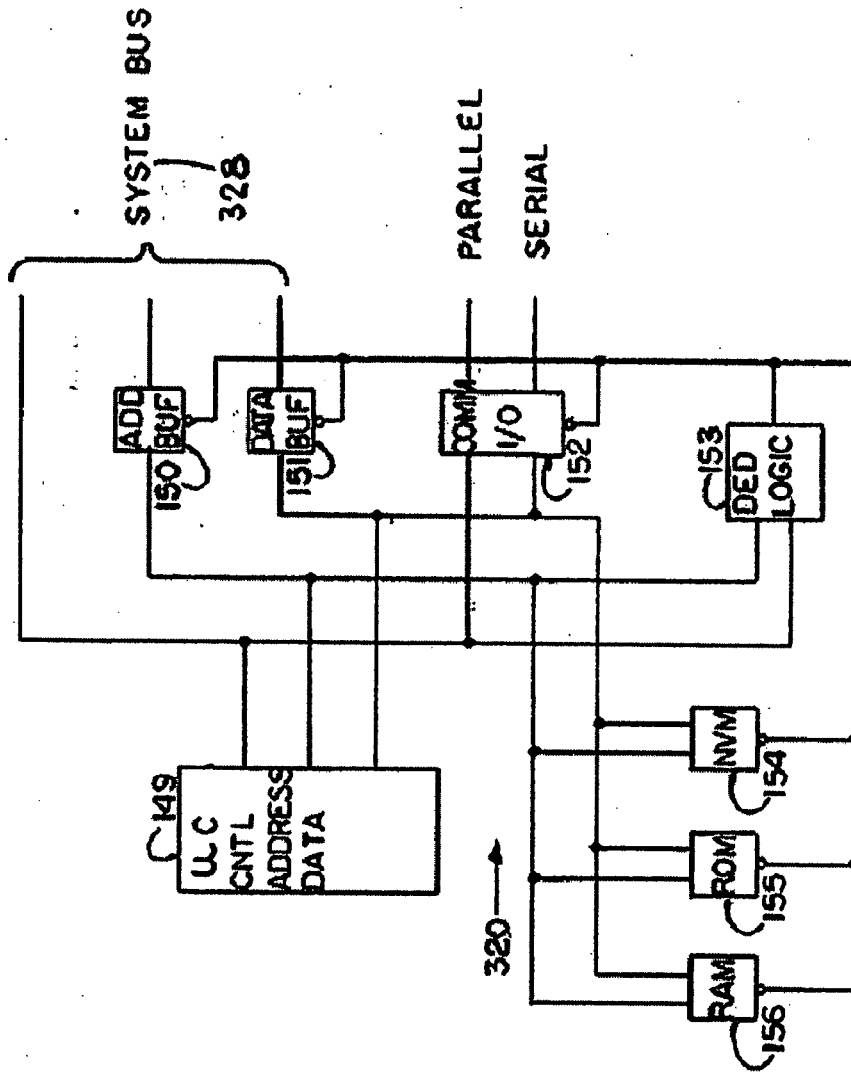 SYSTEM BUS
328
149
UC
CNTL
ADDRESS
DATA
ADD
BUF
150
DATA
BUF
151
COMM
I/O
152
PARALLEL
SERIAL
320
153
DED
LOGIC
RAM
156
ROM
155
NVM
154